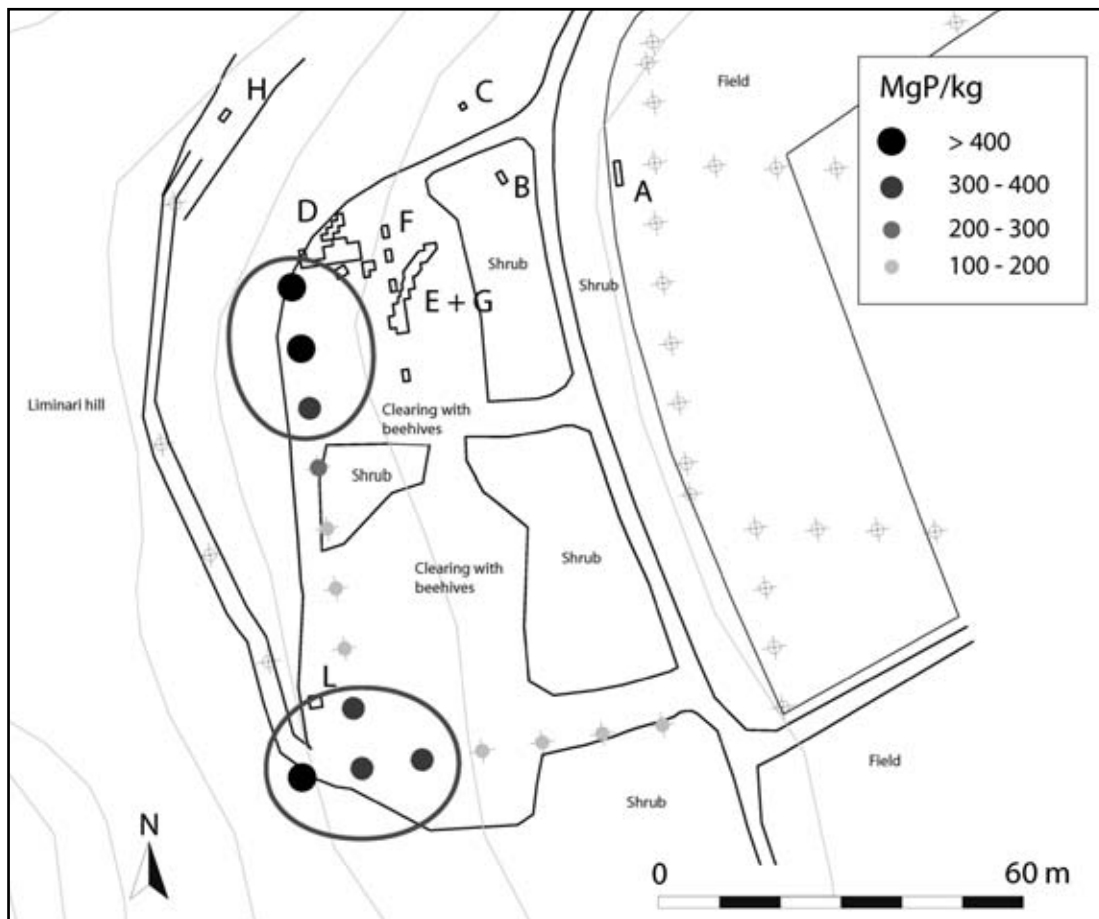 Field
MgP/kg
> 400
300 - 400
200 - 300
100 - 200
H
C
B
A
D
F
Shrub
Shrub
E + G
Liminari hill
Clearing with
beehives
Shrub
Clearing with
beehives
Shrub
L
Field
Shrub
N
0
60 m